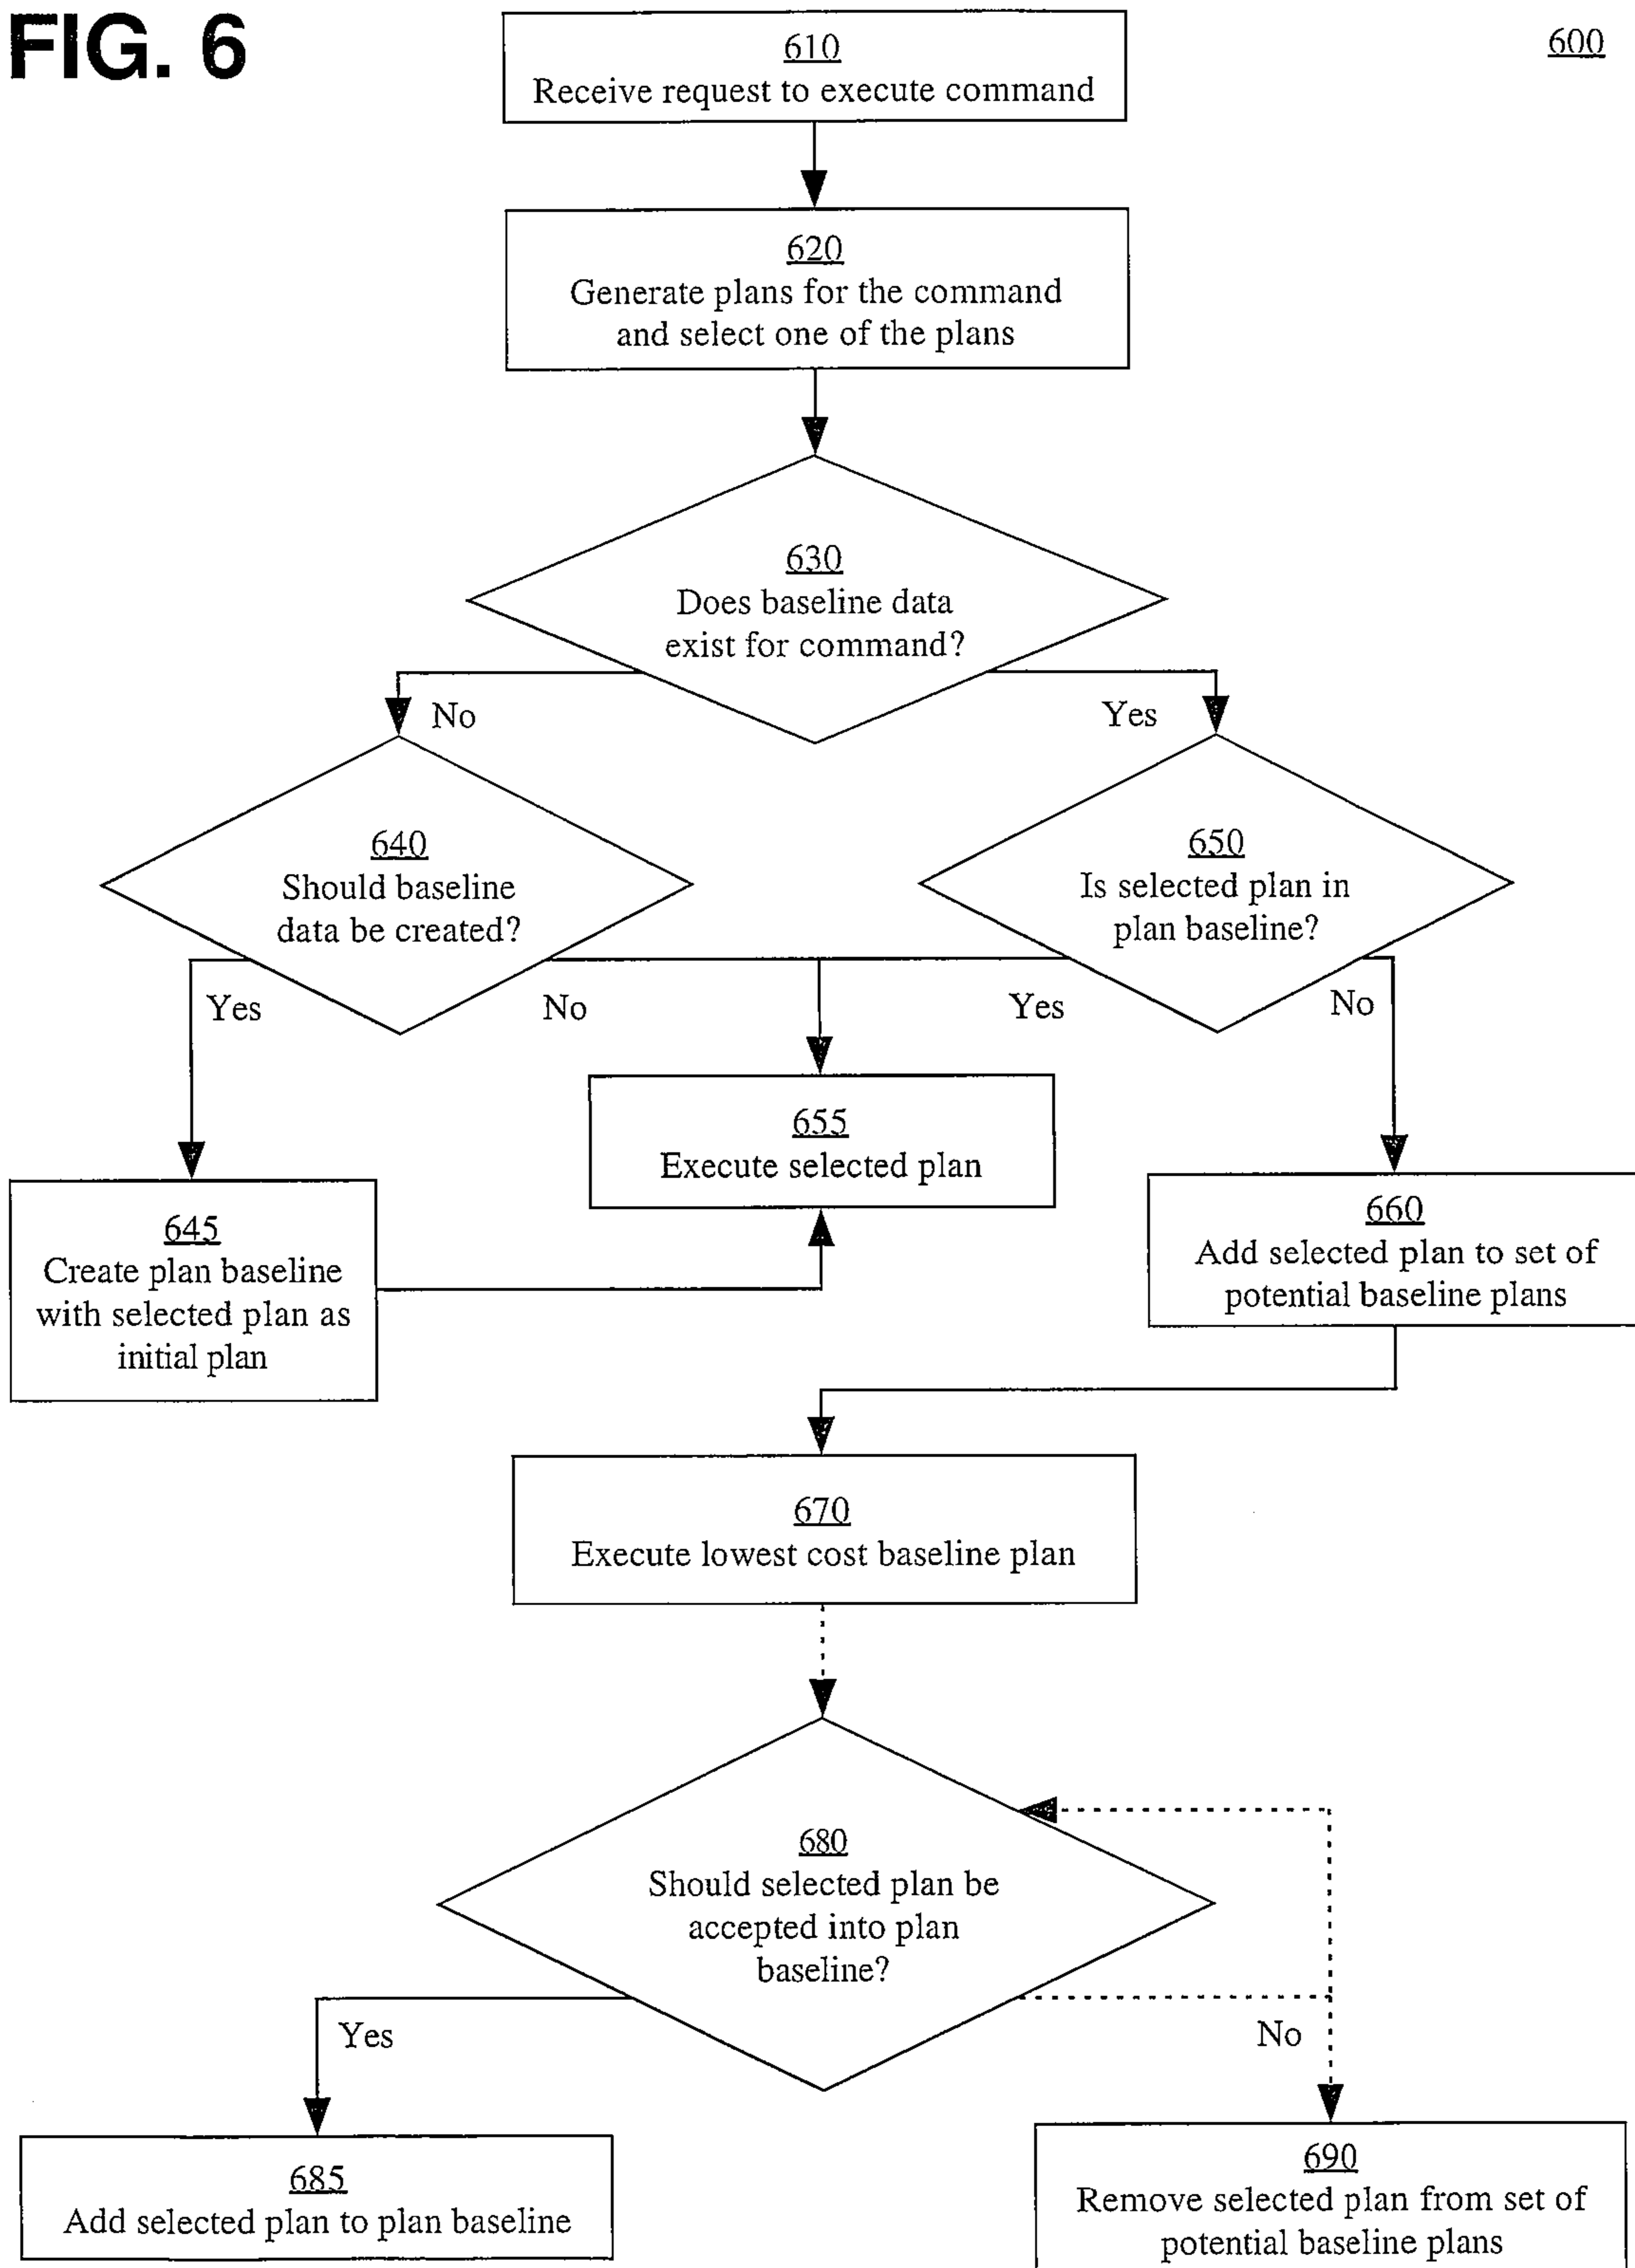 FIG. 6
600
610
Receive request to execute command
620
Generate plans for the command
and select one of the plans
630
Does baseline data
exist for command?
No
Yes
640
Should baseline
data be created?
650
Is selected plan in
plan baseline?
Yes
No
Yes
No
655
Execute selected plan
645
Create plan baseline
with selected plan as
initial plan
660
Add selected plan to set of
potential baseline plans
670
Execute lowest cost baseline plan
680
Should selected plan be
accepted into plan
baseline?
Yes
No
685
Add selected plan to plan baseline
690
Remove selected plan from set of
potential baseline plans